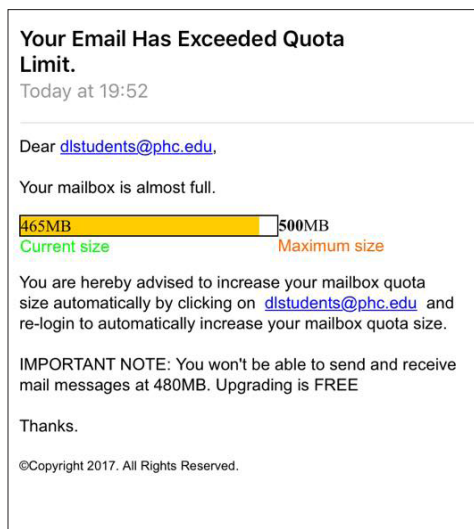 Your Email Has Exceeded Quota
Limit.
Today at 19:52
Dear dlstudents@phc.edu,
Your mailbox is almost full.
465MB 500MB
Current size Maximum size
You are hereby advised to increase your mailbox quota
size automatically by clicking on dlstudents@phc.edu and
re-login to automatically increase your mailbox quota size.
IMPORTANT NOTE: You won't be able to send and receive
mail messages at 480MB. Upgrading is FREE
Thanks.
©Copyright 2017. All Rights Reserved.